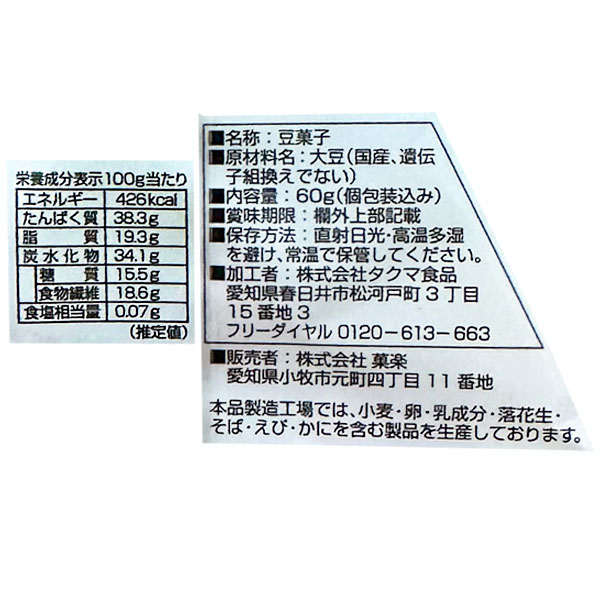 栄養成分表示100g当たり
エネルギー 426kcal
たんぱく質 38.3g
脂質 19.3g
炭水化物 34.1g
糖質 15.5g
食物繊維 18.6g
食塩相当量 0.07g
(推定値)
■名称:豆菓子
■原材料名:大豆(国産、遺伝
子組換えでない)
■内容量:60g(個包装込み)
■賞味期限:欄外上部記載
■保存方法:直射日光・高温多湿
を避け、常温で保管してください。
■加工者:株式会社タクマ食品
愛知県春日井市松河戸町3丁目
15番地3
フリーダイヤル 0120-613-663
■販売者:株式会社 菓楽
愛知県小牧市元町四丁目11番地
本品製造工場では、小麦・卵・乳成分・落花生・
そば・えび・かにを含む製品を生産しております。